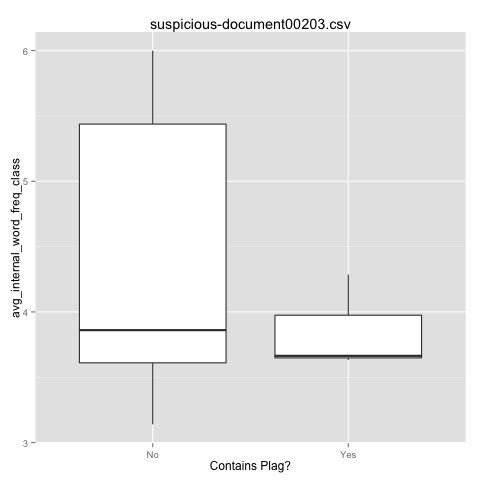 suspicious-document00203.csv
avg_internal_word_freq_class
6
5
4
3
No
Yes
Contains Plag?